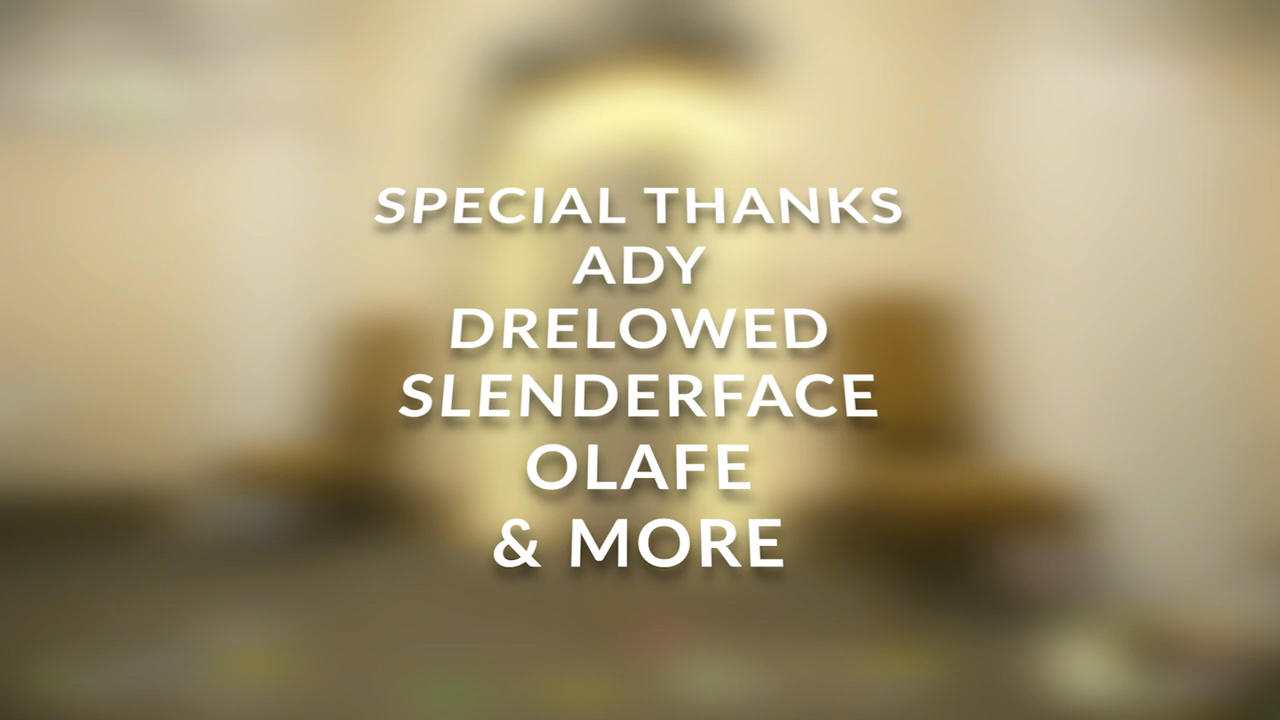 SPECIAL THANKS
ADY
DRELOWED
SLENDERFACE
OLAFE
& MORE